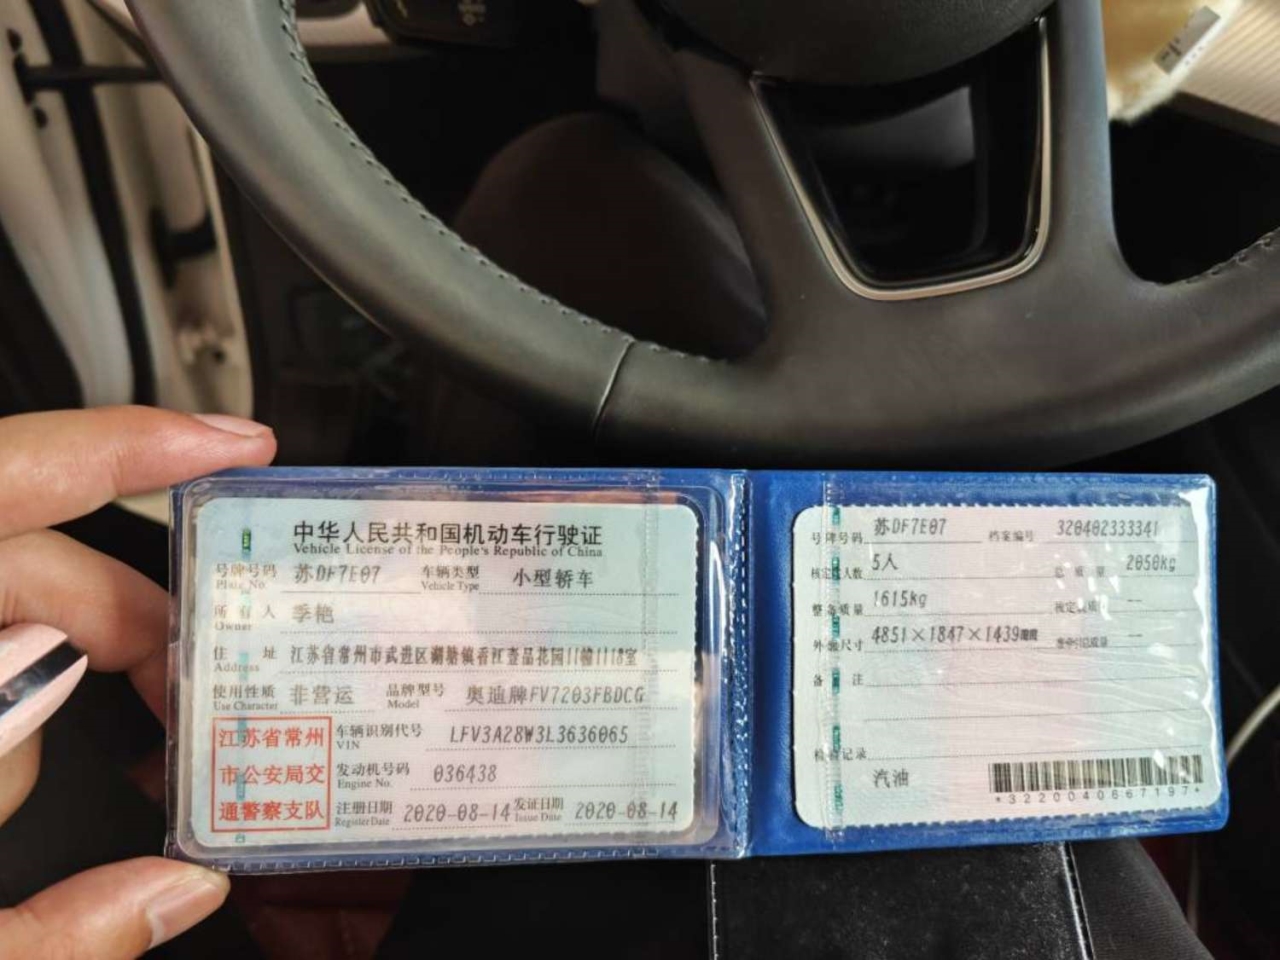 中华人民共和国机动车行驶证
Vehicle License of the People's Republic of China
号牌号码 苏DF7E07 车辆类型 小型轿车
Plate No. Vehicle Type
所有人 季艳
Owner
住址 江苏省常州市武进区湖塘镇香江壹品花园11幢1118室
Address
使用性质 非营运 品牌型号 奥迪牌FV7203FBDCG
Use Character Model
江苏省常州
市公安局交
通警察支队
车辆识别代号 LFV3A28W3L3636065
VIN
发动机号码 036438
Engine No.
注册日期 2020-08-14 发证日期 2020-08-14
Register Date Issue Date
号牌号码 苏DF7E07 档案编号 320402333341
核定载人数 5人 总质量 2050kg
整备质量 1615kg 核定载质量 --
外廓尺寸 4851×1847×1439mm --
备注
检验记录
汽油
*3220040667197*